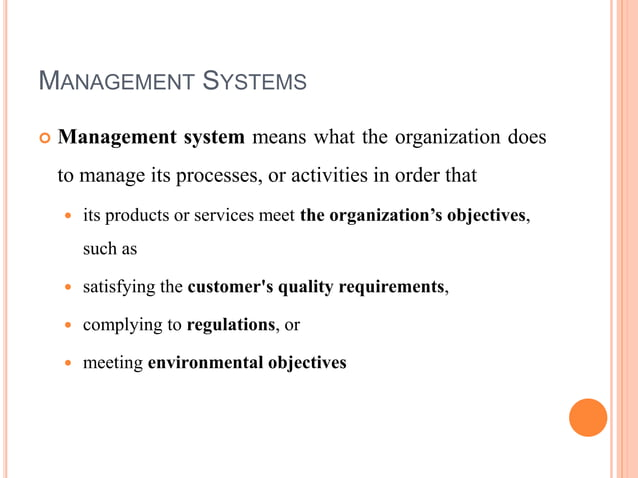 MANAGEMENT SYSTEMS
Management system means what the organization does
to manage its processes, or activities in order that
its products or services meet the organization’s objectives,
such as
satisfying the customer's quality requirements,
complying to regulations, or
meeting environmental objectives